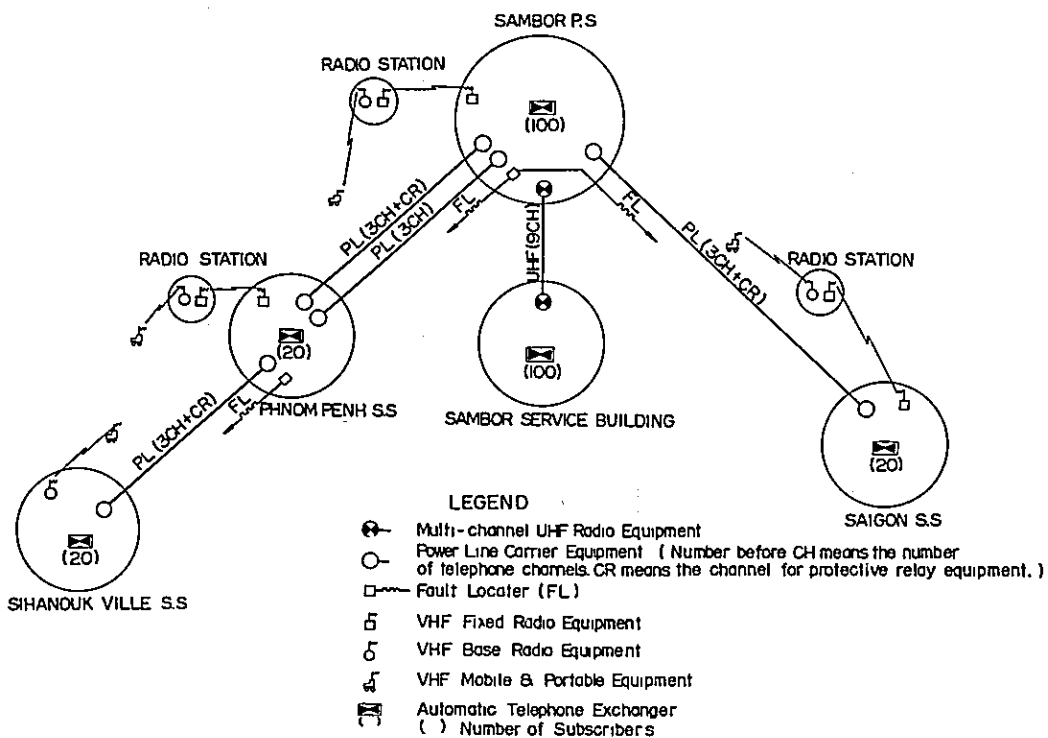 SAMBOR P.S
RADIO STATION
(100)
PL(3CH+CR)
PL(3CH)
FL
FL
UHF(9CH)
PL(3CH+CR)
RADIO STATION
RADIO STATION
(20)
PHNOM PENH S.S
(100)
SAMBOR SERVICE BUILDING
FL
PL(3CH+CR)
(20)
SAIGON S.S
(20)
SIHANOUK VILLE S.S
LEGEND
Multi-channel UHF Radio Equipment
Power Line Carrier Equipment ( Number before CH means the number
of telephone channels. CR means the channel for protective relay equipment. )
Fault Locater (FL)
VHF Fixed Radio Equipment
VHF Base Radio Equipment
VHF Mobile & Portable Equipment
Automatic Telephone Exchanger
( ) ( ) Number of Subscribers